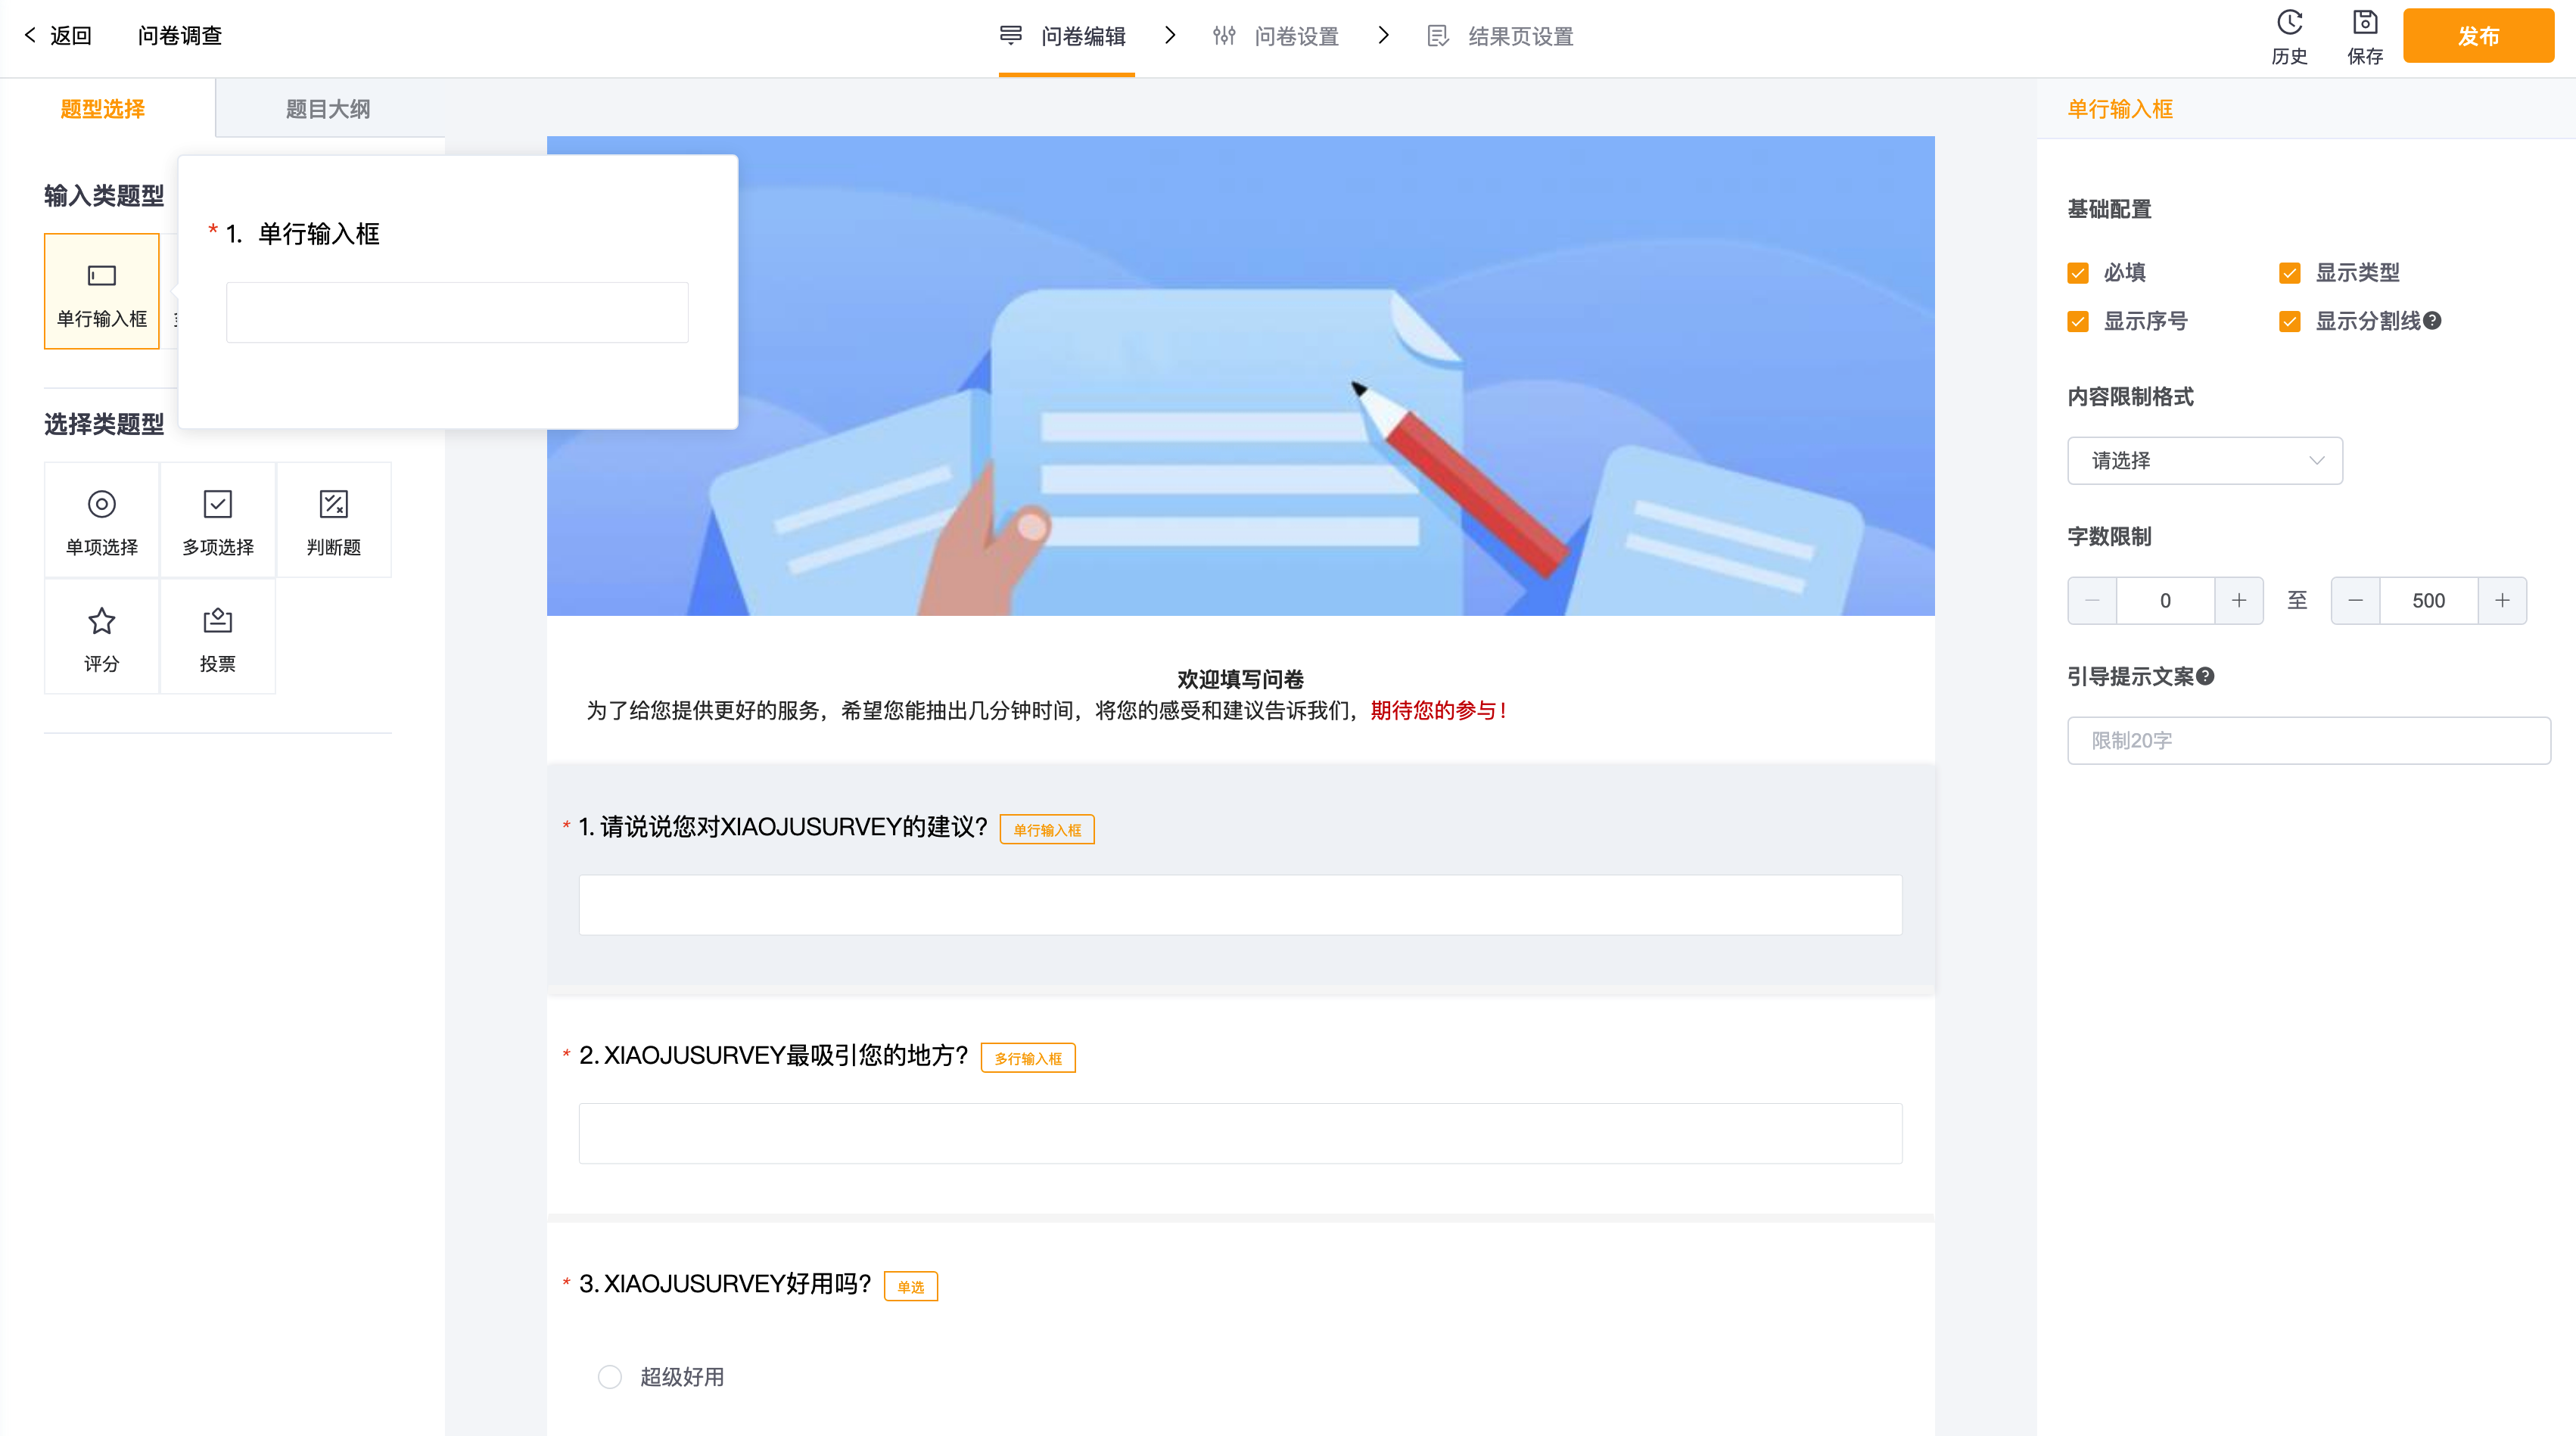 返回 问卷调查
问卷编辑 问卷设置 结果页设置
历史 保存 发布
题型选择 题目大纲
输入类题型
单行输入框
选择类题型
单项选择 多项选择 判断题
评分 投票
* 1. 单行输入框
欢迎填写问卷
为了给您提供更好的服务，希望您能抽出几分钟时间，将您的感受和建议告诉我们，期待您的参与！
* 1. 请说说您对XIAOJUSURVEY的建议？ 单行输入框
* 2. XIAOJUSURVEY最吸引您的地方？ 多行输入框
* 3. XIAOJUSURVEY好用吗？ 单选
超级好用
单行输入框
基础配置
必填 显示类型
显示序号 显示分割线
内容限制格式
请选择
字数限制
0 至 500
引导提示文案
限制20字